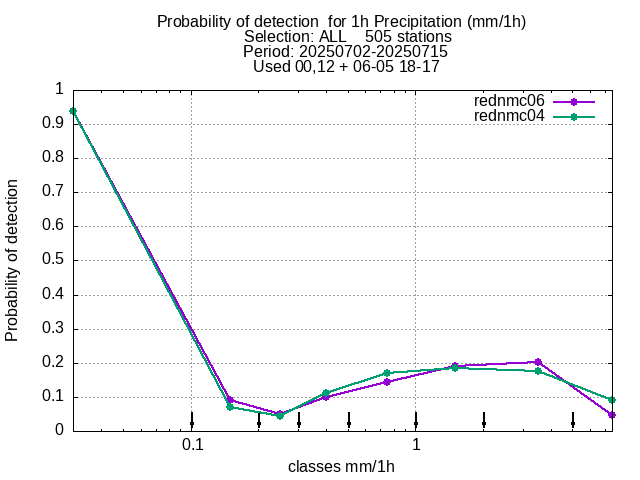 Probability of detection  for 1h Precipitation (mm/1h)
Selection: ALL    505 stations
Period: 20250702-20250715
Used 00,12 + 06-05 18-17
rednmc06
rednmc04
1
0.9
0.8
0.7
0.6
0.5
0.4
0.3
0.2
0.1
0
Probability of detection
0.1 1
classes mm/1h